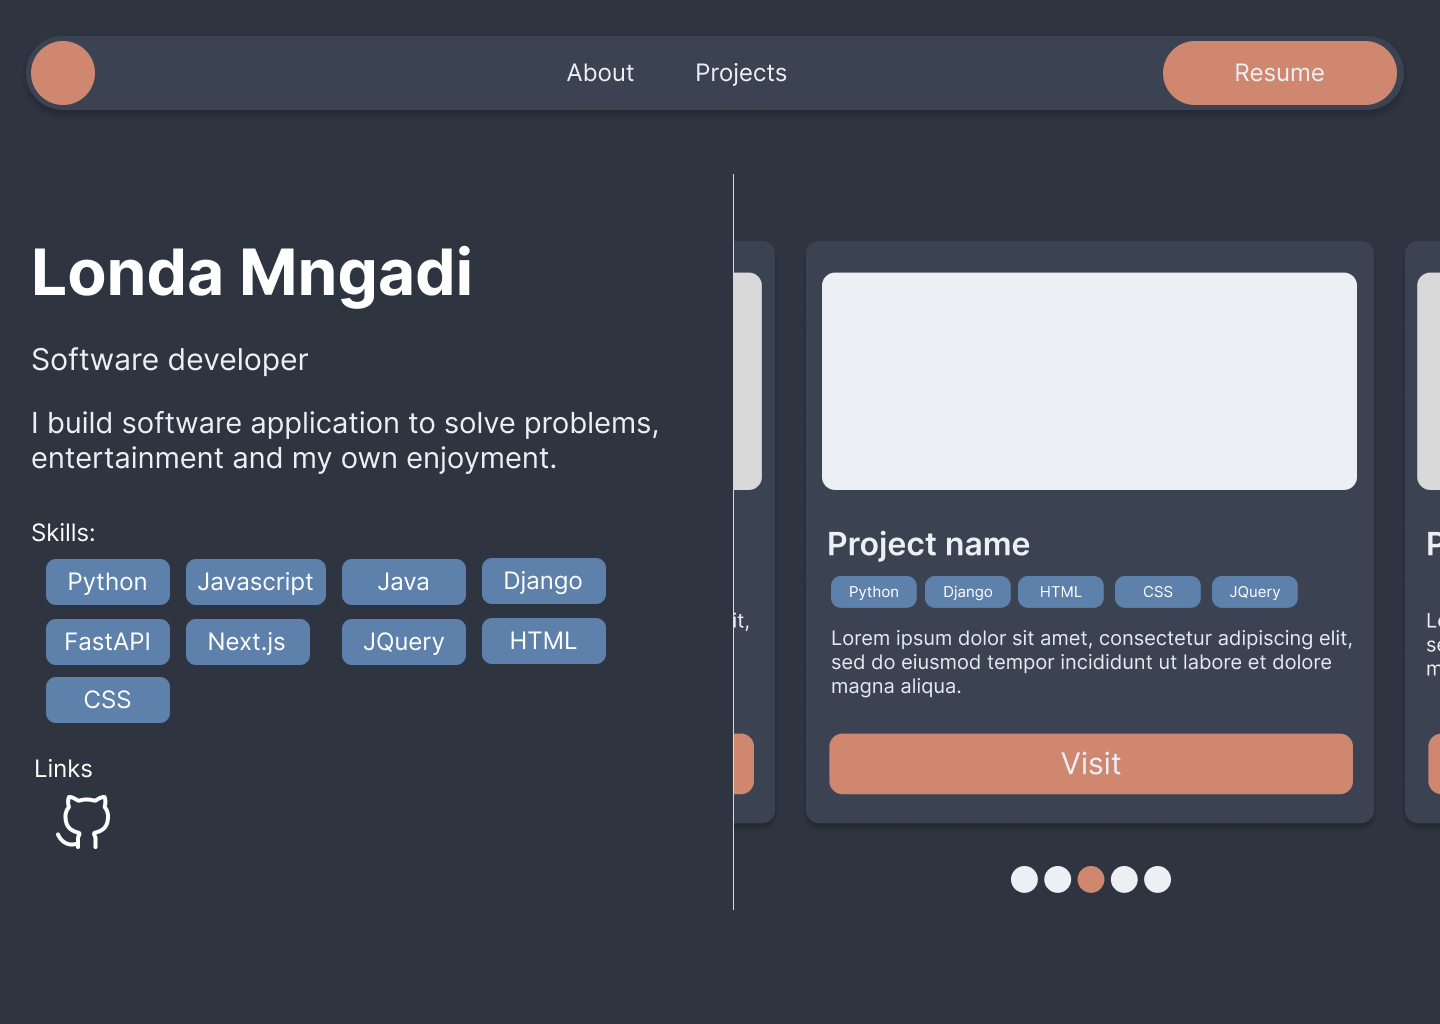 About Projects Resume
Londa Mngadi
Software developer
I build software application to solve problems,
entertainment and my own enjoyment.
Skills:
Python Javascript Java Django
FastAPI Next.js JQuery HTML
CSS
Links
it,
Project name
Python Django HTML CSS JQuery
Lorem ipsum dolor sit amet, consectetur adipiscing elit,
sed do eiusmod tempor incididunt ut labore et dolore
magna aliqua.
Visit